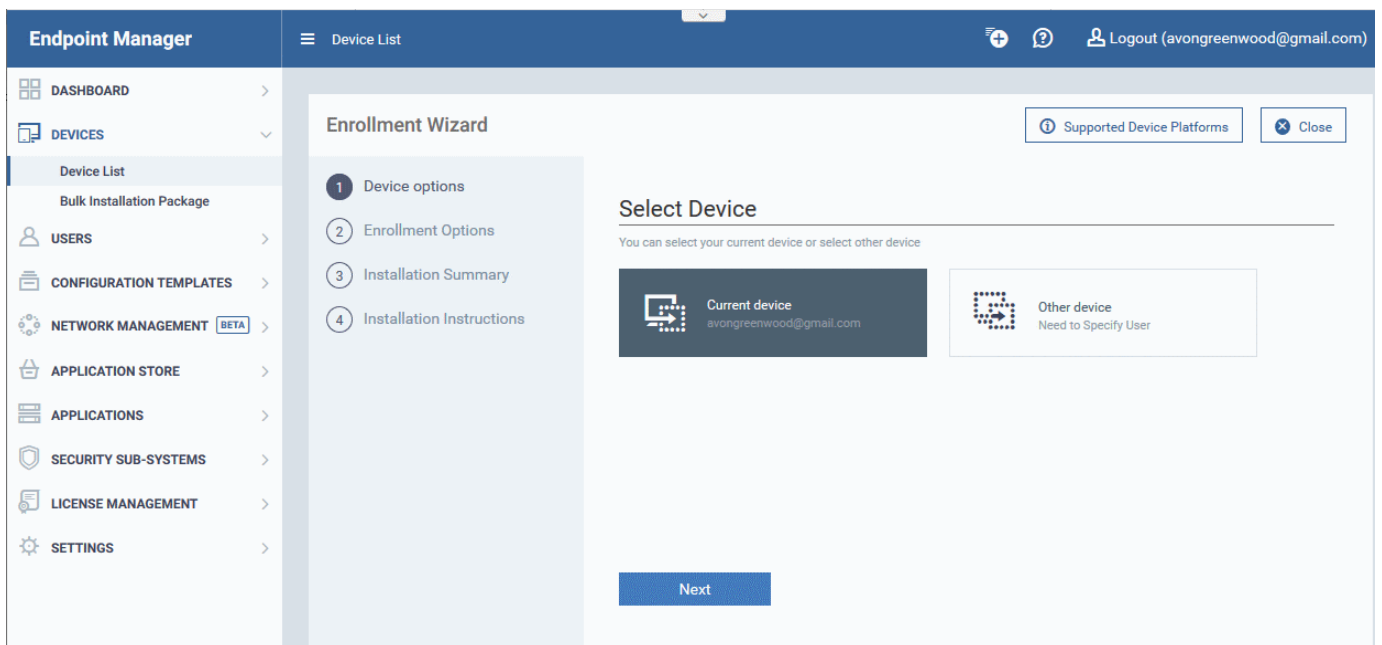 Endpoint Manager
Device List
Logout (avongreenwood@gmail.com)
DASHBOARD
DEVICES
Device List
Bulk Installation Package
USERS
CONFIGURATION TEMPLATES
NETWORK MANAGEMENT BETA
APPLICATION STORE
APPLICATIONS
SECURITY SUB-SYSTEMS
LICENSE MANAGEMENT
SETTINGS
Enrollment Wizard
Supported Device Platforms
Close
1 Device options
2 Enrollment Options
3 Installation Summary
4 Installation Instructions
Select Device
You can select your current device or select other device
Current device
avongreenwood@gmail.com
Other device
Need to Specify User
Next